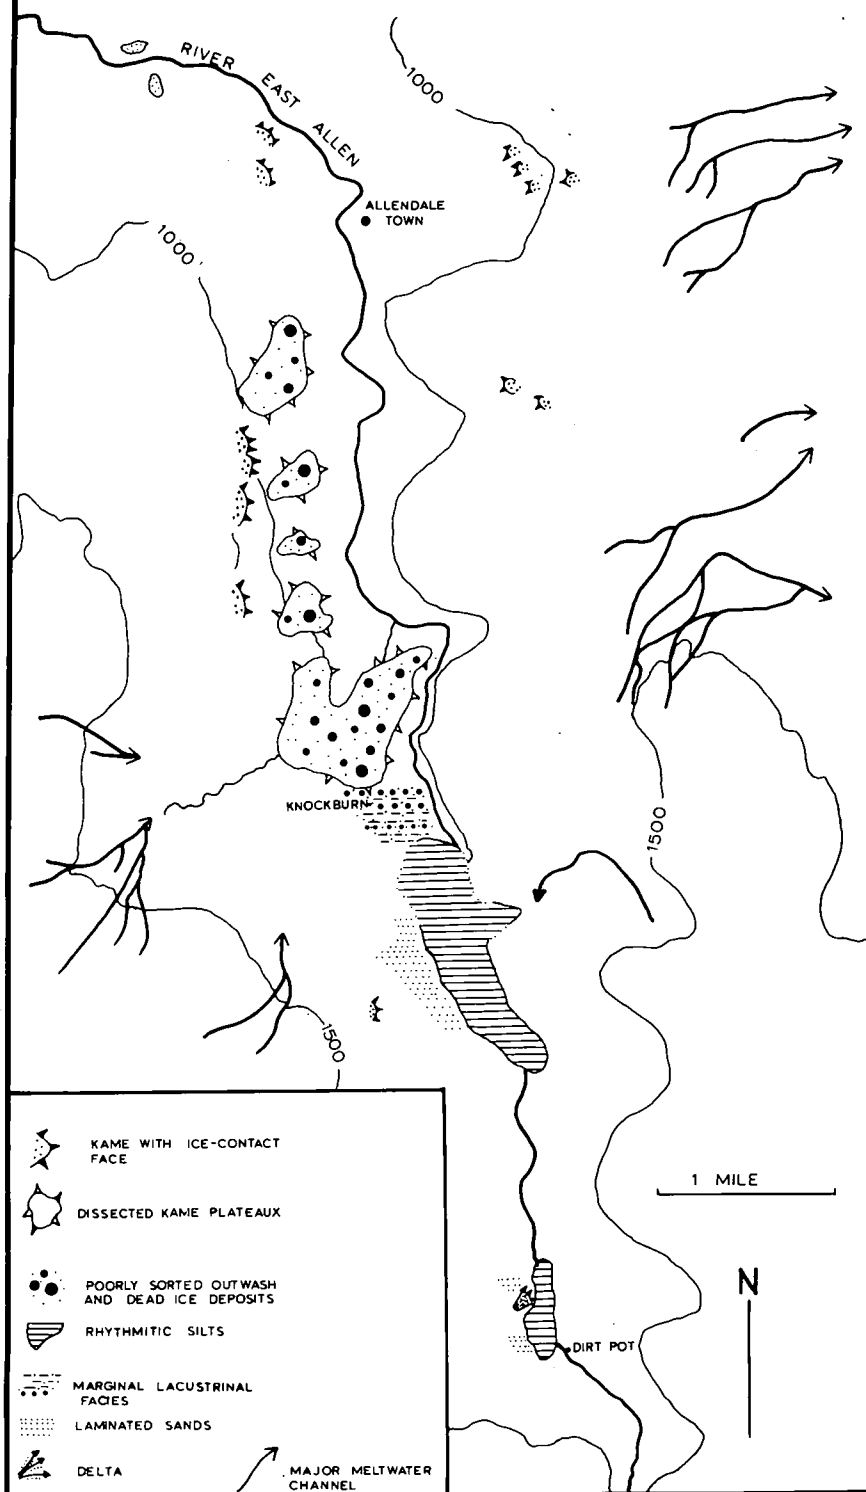 RIVER EAST ALLEN
1000
ALLENDALE
TOWN
1000
KNOCKBURN
1500
1500
1 MILE
N
DIRT POT
KAME WITH ICE-CONTACT
FACE
DISSECTED KAME PLATEAUX
POORLY SORTED OUTWASH
AND DEAD ICE DEPOSITS
RHYTHMITIC SILTS
MARGINAL LACUSTRINAL
FACIES
LAMINATED SANDS
DELTA
MAJOR MELTWATER
CHANNEL